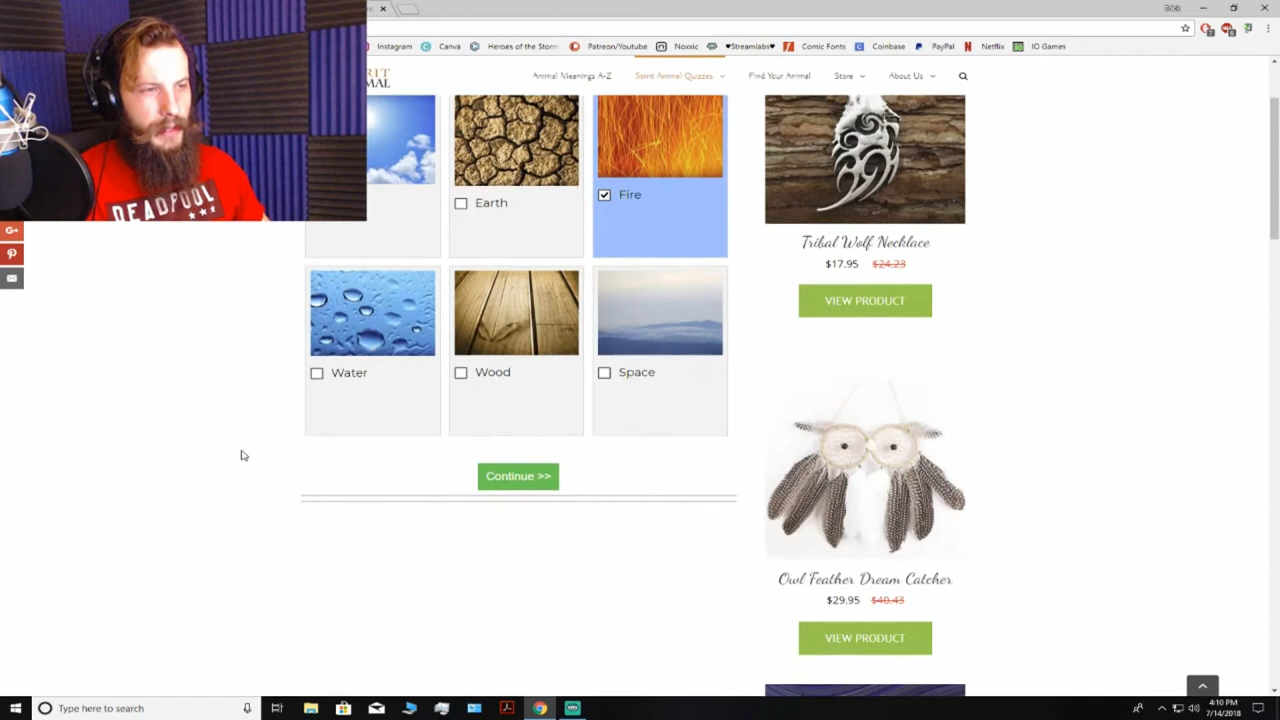 Instagram Canva Heroes of the Storm Patreon/Youtube Noxxic ♥Streamlabs♥ Comic Fonts Coinbase PayPal Netflix IO Games
Animal Meanings A-Z Spirit Animal Quizzes Find Your Animal Store About Us
DEADPOOL
Earth
Fire
Water
Wood
Space
Continue >>
Tribal Wolf Necklace
$17.95 $24.23
VIEW PRODUCT
Owl Feather Dream Catcher
$29.95 $40.43
VIEW PRODUCT
G+
Type here to search
4:10 PM
7/14/2018